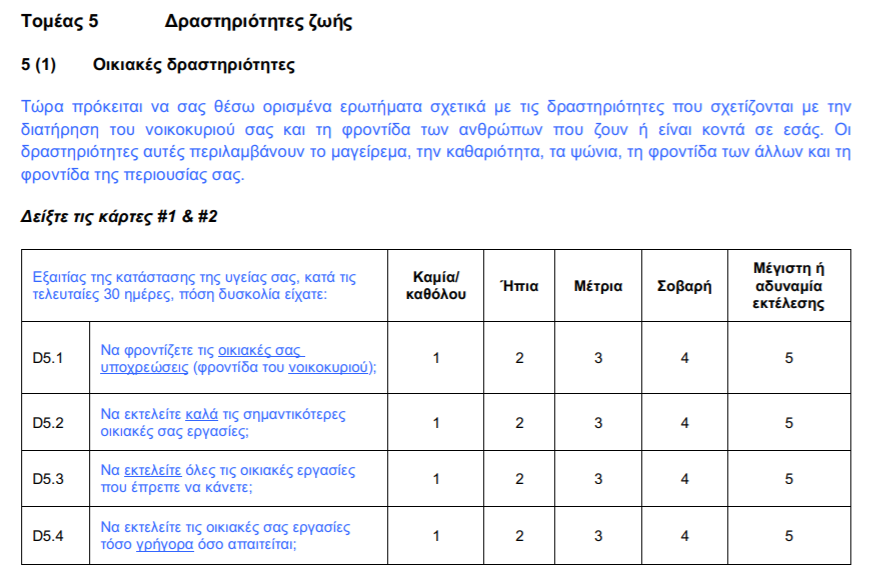 Τομέας 5 Δραστηριότητες ζωής
5 (1) Οικιακές δραστηριότητες
Τώρα πρόκειται να σας θέσω ορισμένα ερωτήματα σχετικά με τις δραστηριότητες που σχετίζονται με την
διατήρηση του νοικοκυριού σας και τη φροντίδα των ανθρώπων που ζουν ή είναι κοντά σε εσάς. Οι
δραστηριότητες αυτές περιλαμβάνουν το μαγείρεμα, την καθαριότητα, τα ψώνια, τη φροντίδα των άλλων και τη
φροντίδα της περιουσίας σας.
Δείξτε τις κάρτες #1 & #2
Εξαιτίας της κατάστασης της υγείας σας, κατά τις
τελευταίες 30 ημέρες, πόση δυσκολία είχατε:
Καμία/
καθόλου
Ήπια
Μέτρια
Σοβαρή
Μέγιστη ή
αδυναμία
εκτέλεσης
D5.1
Να φροντίζετε τις οικιακές σας
υποχρεώσεις (φροντίδα του νοικοκυριού);
1 2 3 4 5
D5.2
Να εκτελείτε καλά τις σημαντικότερες
οικιακές σας εργασίες;
1 2 3 4 5
D5.3
Να εκτελείτε όλες τις οικιακές εργασίες
που έπρεπε να κάνετε;
1 2 3 4 5
D5.4
Να εκτελείτε τις οικιακές σας εργασίες
τόσο γρήγορα όσο απαιτείται;
1 2 3 4 5